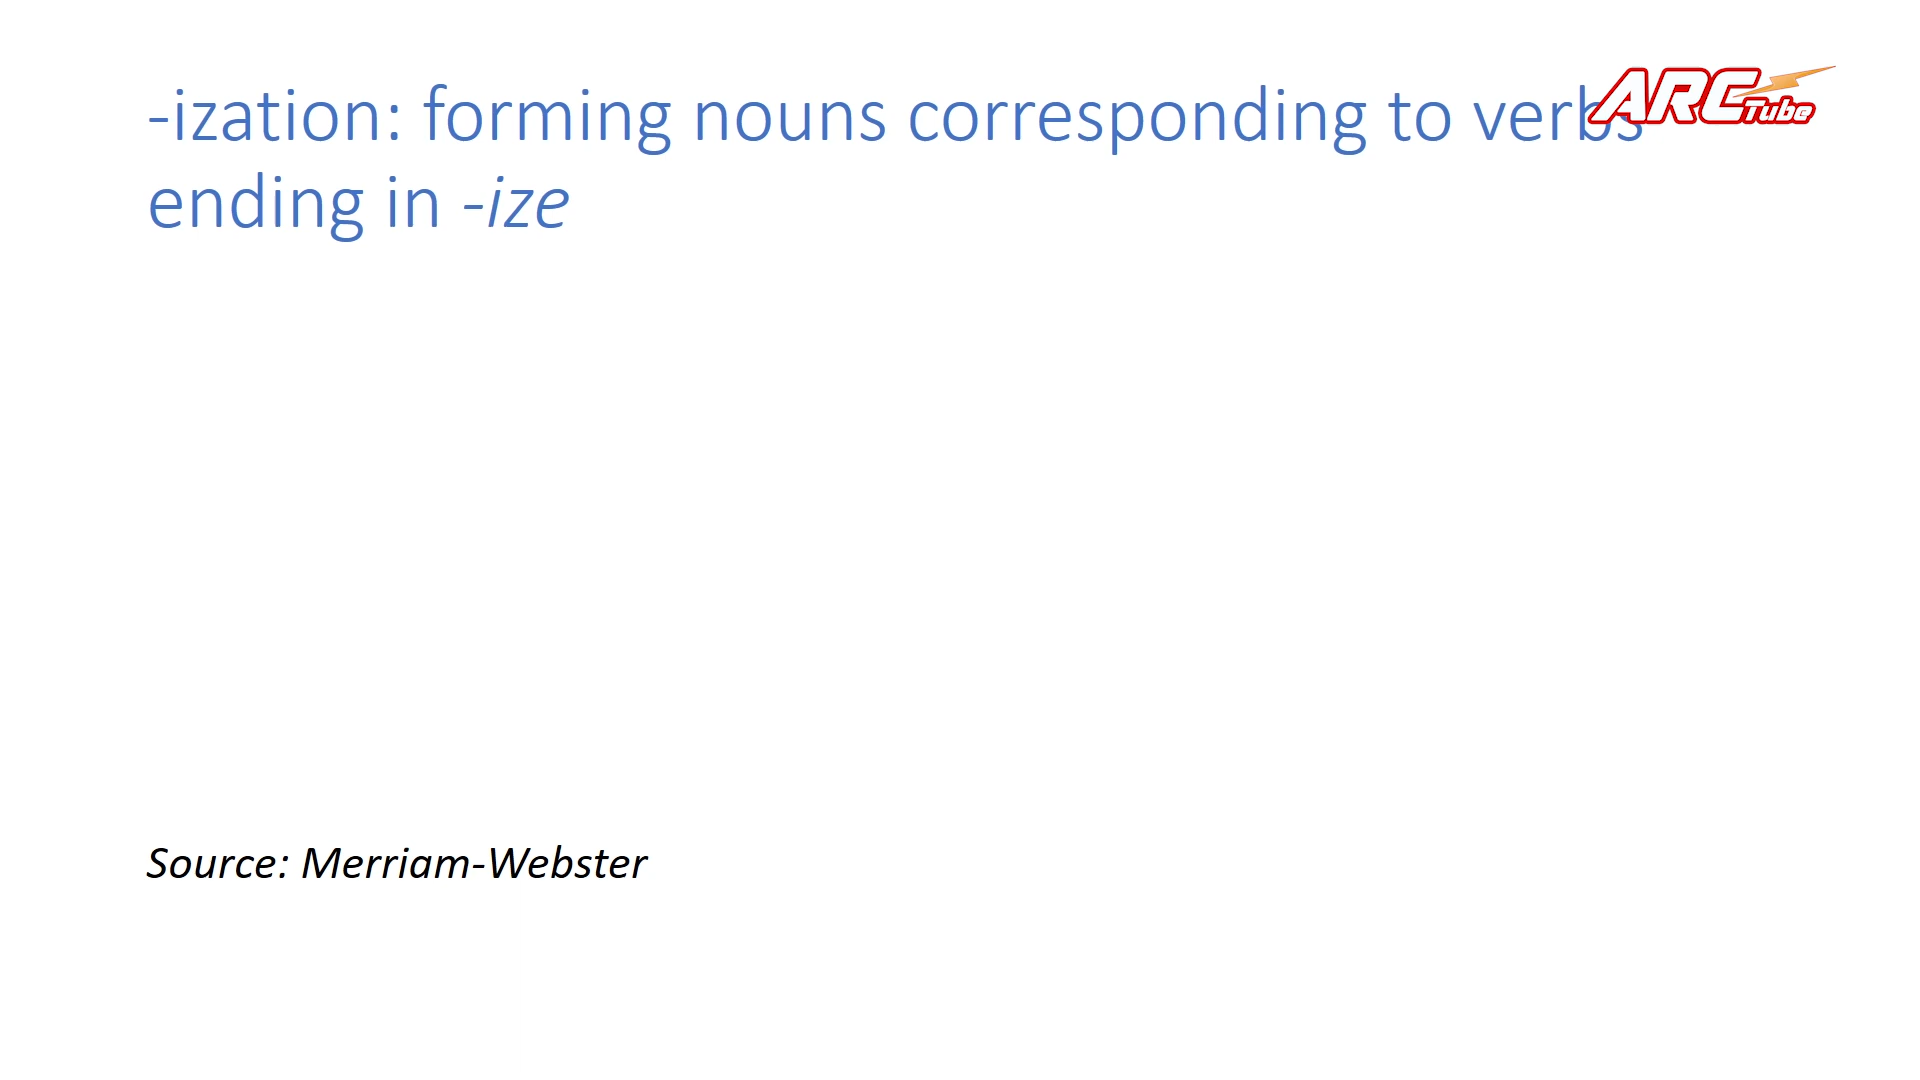 -ization: forming nouns corresponding to verbs
ending in -ize
ARC Tube
Source: Merriam-Webster